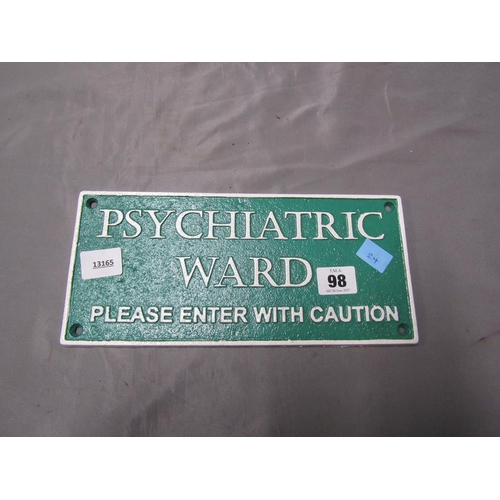 PSYCHIATRIC
WARD
PLEASE ENTER WITH CAUTION
13165
98